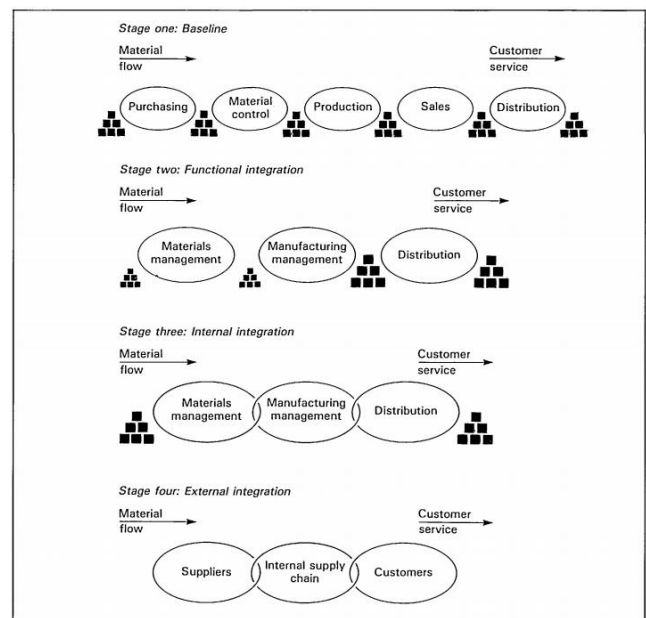 Stage one: Baseline
Material
flow
Customer
service
Purchasing
Material
control
Production
Sales
Distribution
Stage two: Functional integration
Material
flow
Customer
service
Materials
management
Manufacturing
management
Distribution
Stage three: Internal integration
Material
flow
Customer
service
Materials
management
Manufacturing
management
Distribution
Stage four: External integration
Material
flow
Customer
service
Suppliers
Internal supply
chain
Customers